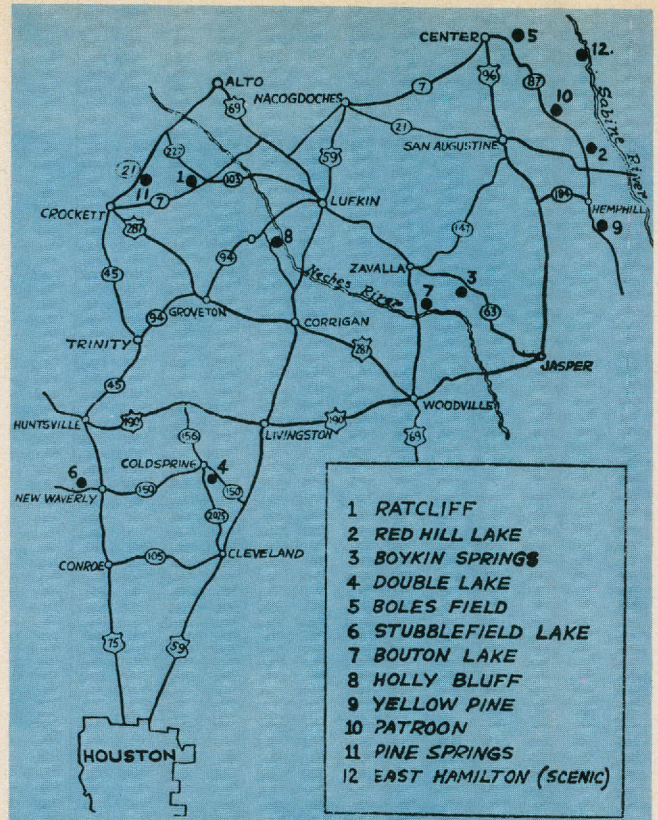 CENTER
5
12.
ALTO
96
87
Sabine River
69
NACOGDOCHES
7
10
21
227
59
SAN AUGUSTINE
2
21
11
1
103
CROCKETT
7
LUFKIN
184
HEMPHILL
287
94
8
147
9
45
ZAVALLA
3
Neches River
7
63
94
GROVETON
CORRIGAN
TRINITY
287
JASPER
45
WOODVILLE
HUNTSVILLE
190
LIVINGSTON
190
156
69
COLDSPRING
4
6
NEW WAVERLY
150
150
2025
CONROE
105
CLEVELAND
75
59
HOUSTON
1 RATCLIFF
2 RED HILL LAKE
3 BOYKIN SPRINGS
4 DOUBLE LAKE
5 BOLES FIELD
6 STUBBLEFIELD LAKE
7 BOUTON LAKE
8 HOLLY BLUFF
9 YELLOW PINE
10 PATROON
11 PINE SPRINGS
12 EAST HAMILTON (SCENIC)